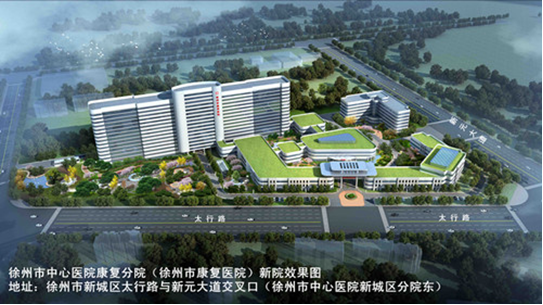 太行路
太行路
徐州市中心医院康复分院（徐州市康复医院）新院效果图
地址：徐州市新城区太行路与新元大道交叉口（徐州市中心医院新城区分院东）